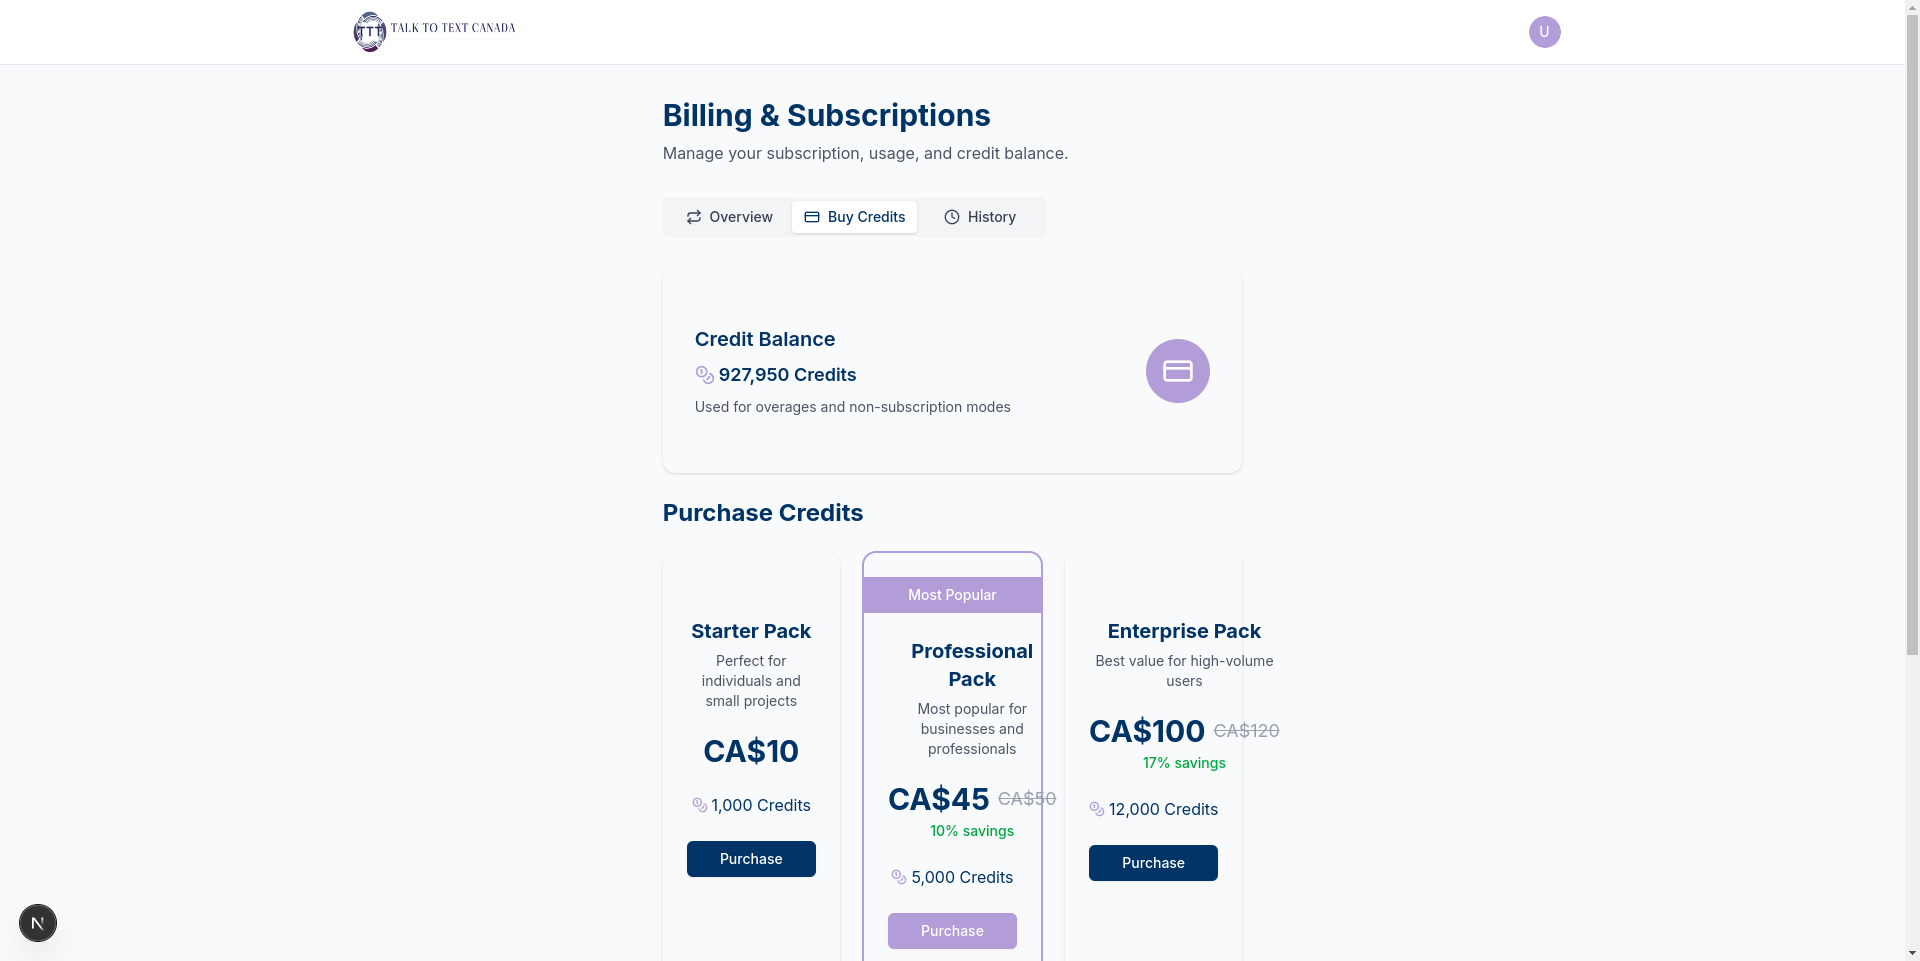 TTT TALK TO TEXT CANADA
U
Billing & Subscriptions
Manage your subscription, usage, and credit balance.
Overview
Buy Credits
History
Credit Balance
927,950 Credits
Used for overages and non-subscription modes
Purchase Credits
Starter Pack
Perfect for
individuals and
small projects
CA$10
1,000 Credits
Purchase
Most Popular
Professional
Pack
Most popular for
businesses and
professionals
CA$45 CA$50
10% savings
5,000 Credits
Purchase
Enterprise Pack
Best value for high-volume
users
CA$100 CA$120
17% savings
12,000 Credits
Purchase
N